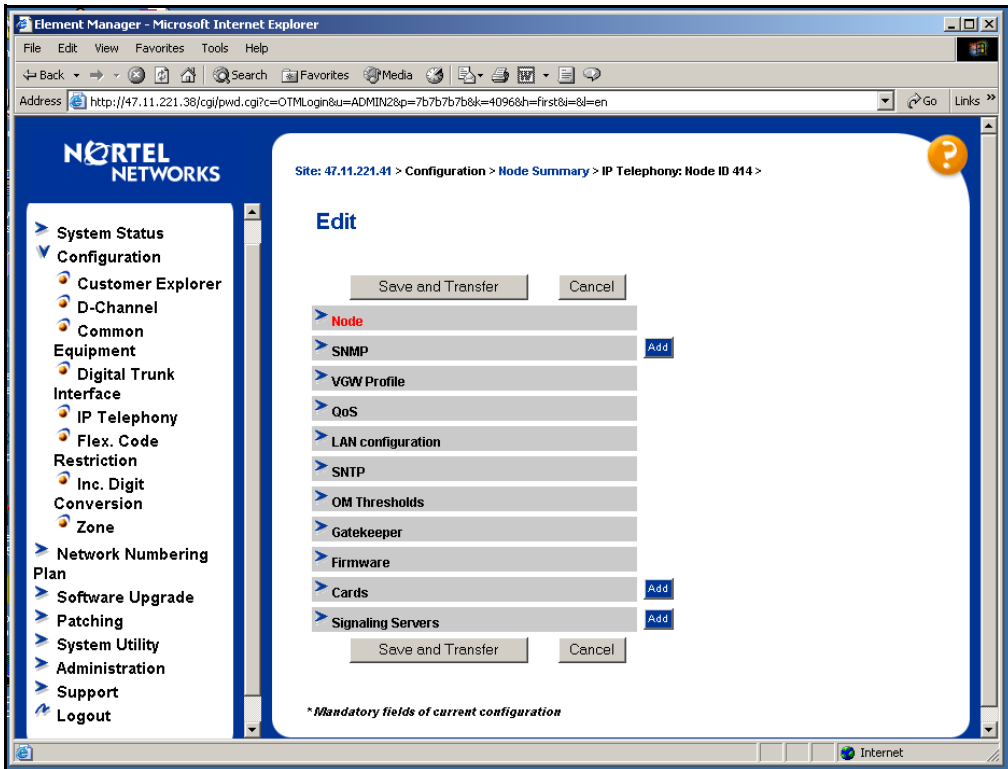 Element Manager - Microsoft Internet Explorer
File Edit View Favorites Tools Help
Back Search Favorites Media
Address http://47.11.221.38/cgi/pwd.cgi?c=OTMLogin&u=ADMIN2&p=7b7b7b7b&k=4096&h=first&i=&l=en Go Links »
NORTEL
NETWORKS
Site: 47.11.221.41 > Configuration > Node Summary > IP Telephony: Node ID 414 >
?
System Status
Configuration
Customer Explorer
D-Channel
Common
Equipment
Digital Trunk
Interface
IP Telephony
Flex. Code
Restriction
Inc. Digit
Conversion
Zone
Network Numbering
Plan
Software Upgrade
Patching
System Utility
Administration
Support
Logout
Edit
Save and Transfer Cancel
Node
SNMP Add
VGW Profile
QoS
LAN configuration
SNTP
OM Thresholds
Gatekeeper
Firmware
Cards Add
Signaling Servers Add
Save and Transfer Cancel
* Mandatory fields of current configuration
Internet